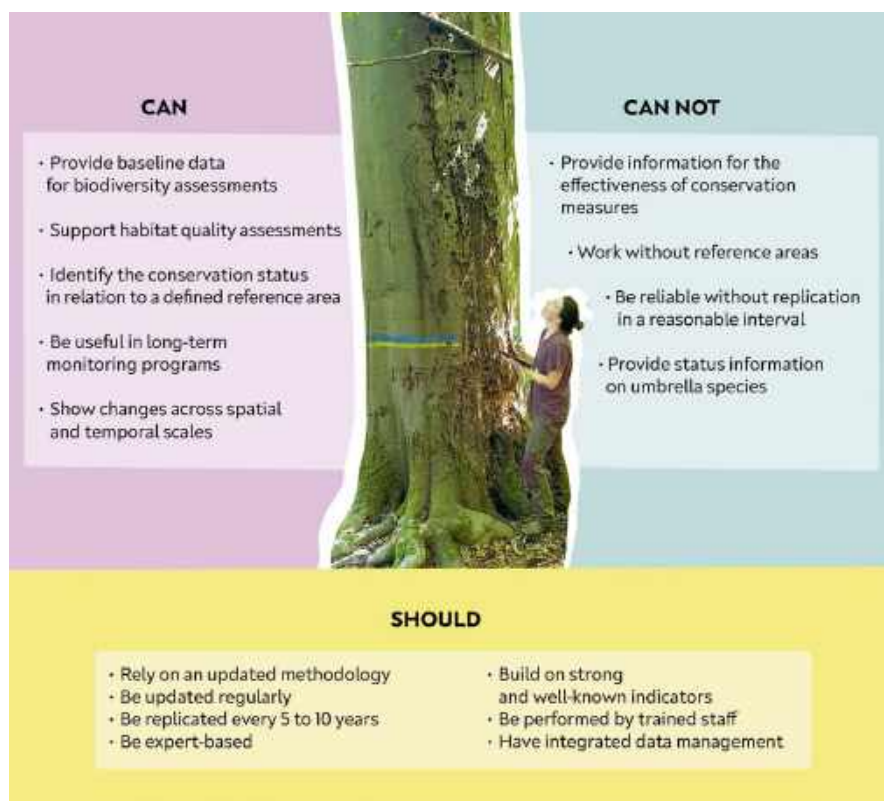 CAN
· Provide baseline data
for biodiversity assessments
· Support habitat quality assessments
· Identify the conservation status
in relation to a defined reference area
· Be useful in long-term
monitoring programs
· Show changes across spatial
and temporal scales
CAN NOT
· Provide information for the
effectiveness of conservation
measures
· Work without reference areas
· Be reliable without replication
in a reasonable interval
· Provide status information
on umbrella species
SHOULD
· Rely on an updated methodology
· Be updated regularly
· Be replicated every 5 to 10 years
· Be expert-based
· Build on strong
and well-known indicators
· Be performed by trained staff
· Have integrated data management